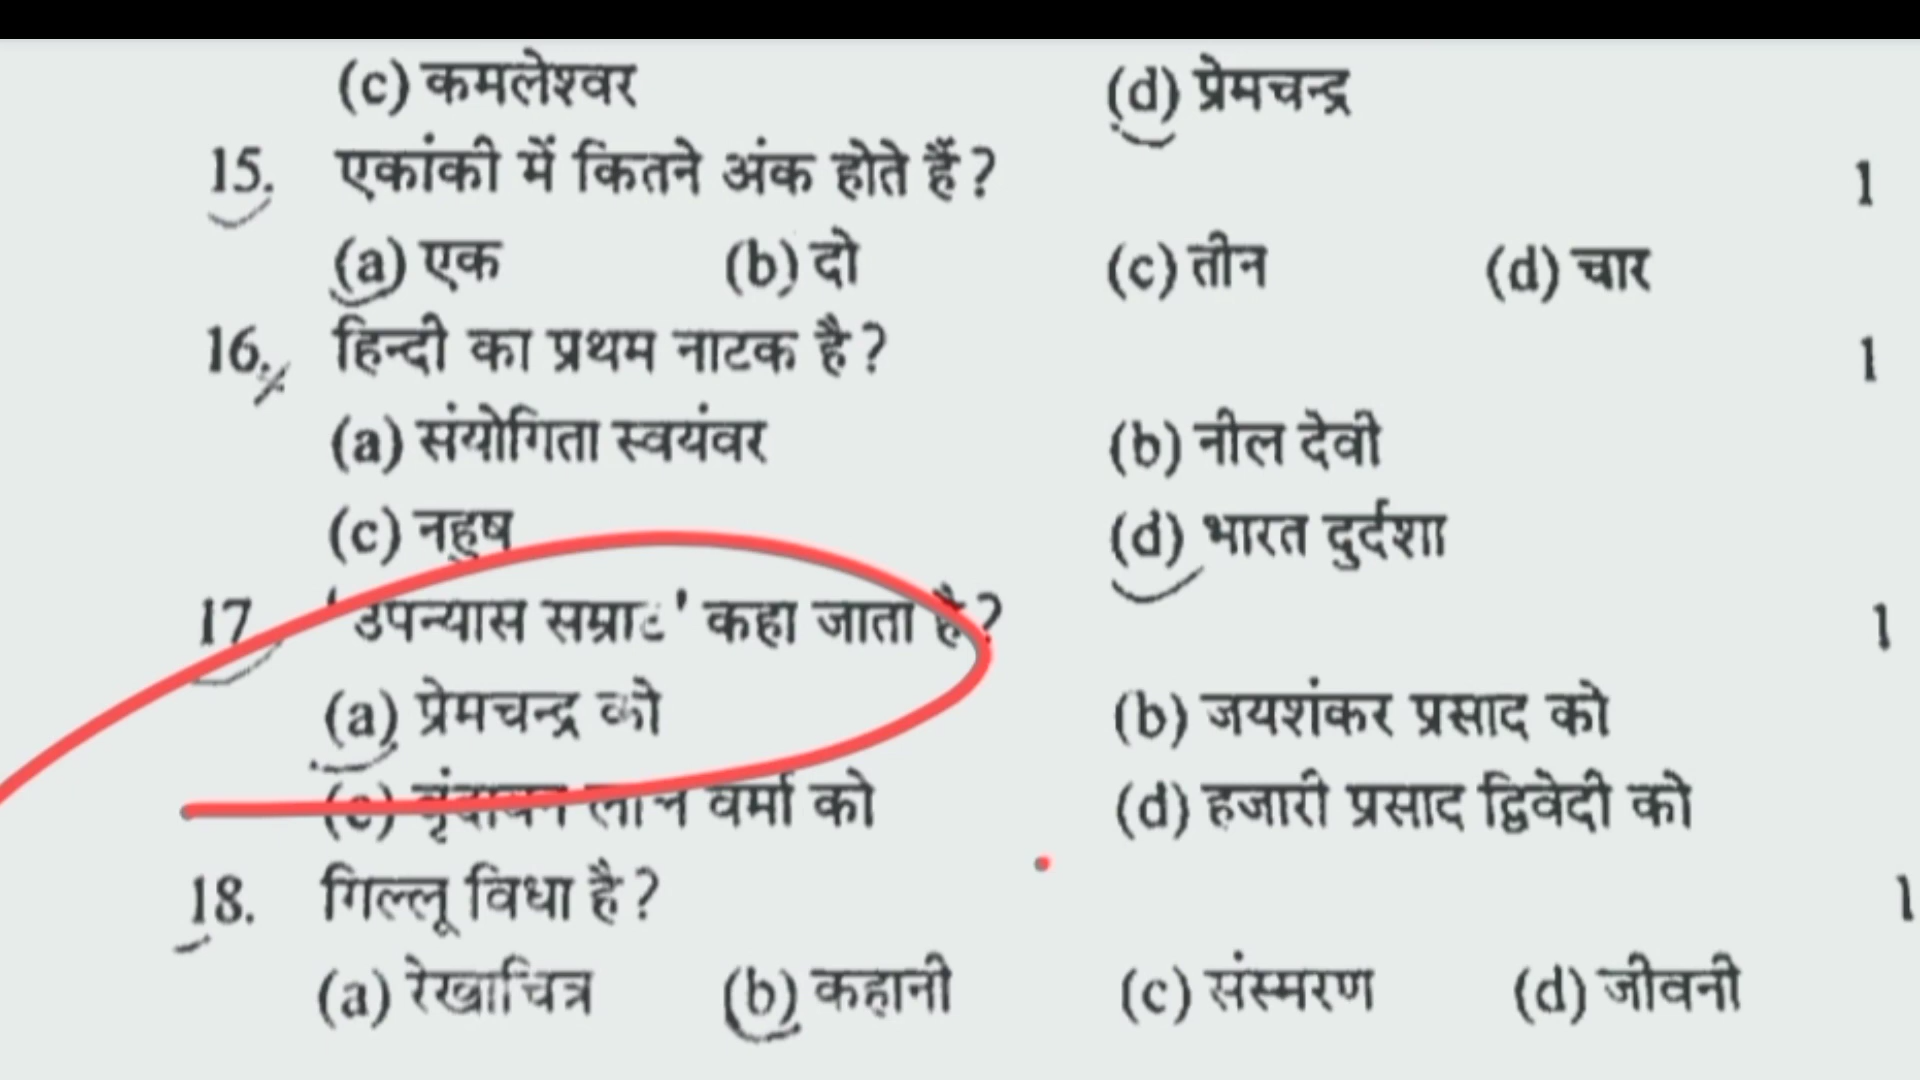 (c) कमलेश्वर (d) प्रेमचन्द्र
15. एकांकी में कितने अंक होते हैं ? 1
(a) एक (b) दो (c) तीन (d) चार
16. हिन्दी का प्रथम नाटक है ? 1
(a) संयोगिता स्वयंवर (b) नील देवी
(c) नहुष (d) भारत दुर्दशा
17 'उपन्यास सम्राट' कहा जाता है ? 1
(a) प्रेमचन्द्र को (b) जयशंकर प्रसाद को
(c) वृंदावन लाल वर्मा को (d) हजारी प्रसाद द्विवेदी को
18. गिल्लू विधा है ? 1
(a) रेखाचित्र (b) कहानी (c) संस्मरण (d) जीवनी